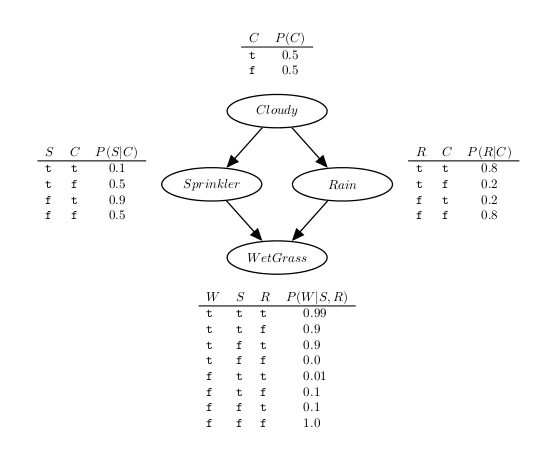 C P(C)
t 0.5
f 0.5
Cloudy
S C P(S|C)
t t 0.1
t f 0.5
f t 0.9
f f 0.5
R C P(R|C)
t t 0.8
t f 0.2
f t 0.2
f f 0.8
Sprinkler
Rain
WetGrass
W S R P(W|S, R)
t t t 0.99
t t f 0.9
t f t 0.9
t f f 0.0
f t t 0.01
f t f 0.1
f f t 0.1
f f f 1.0